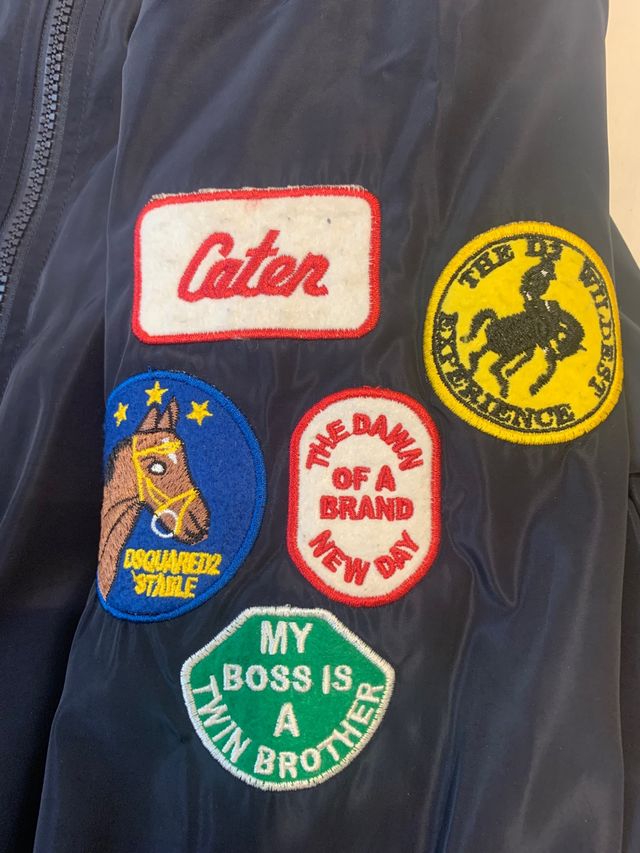 Caten
THE D2 WILDEST
EXPERIENCE
DSQUARED2
STABLE
THE DAWN
OF A
BRAND
NEW DAY
MY
BOSS IS
A
TWIN BROTHER